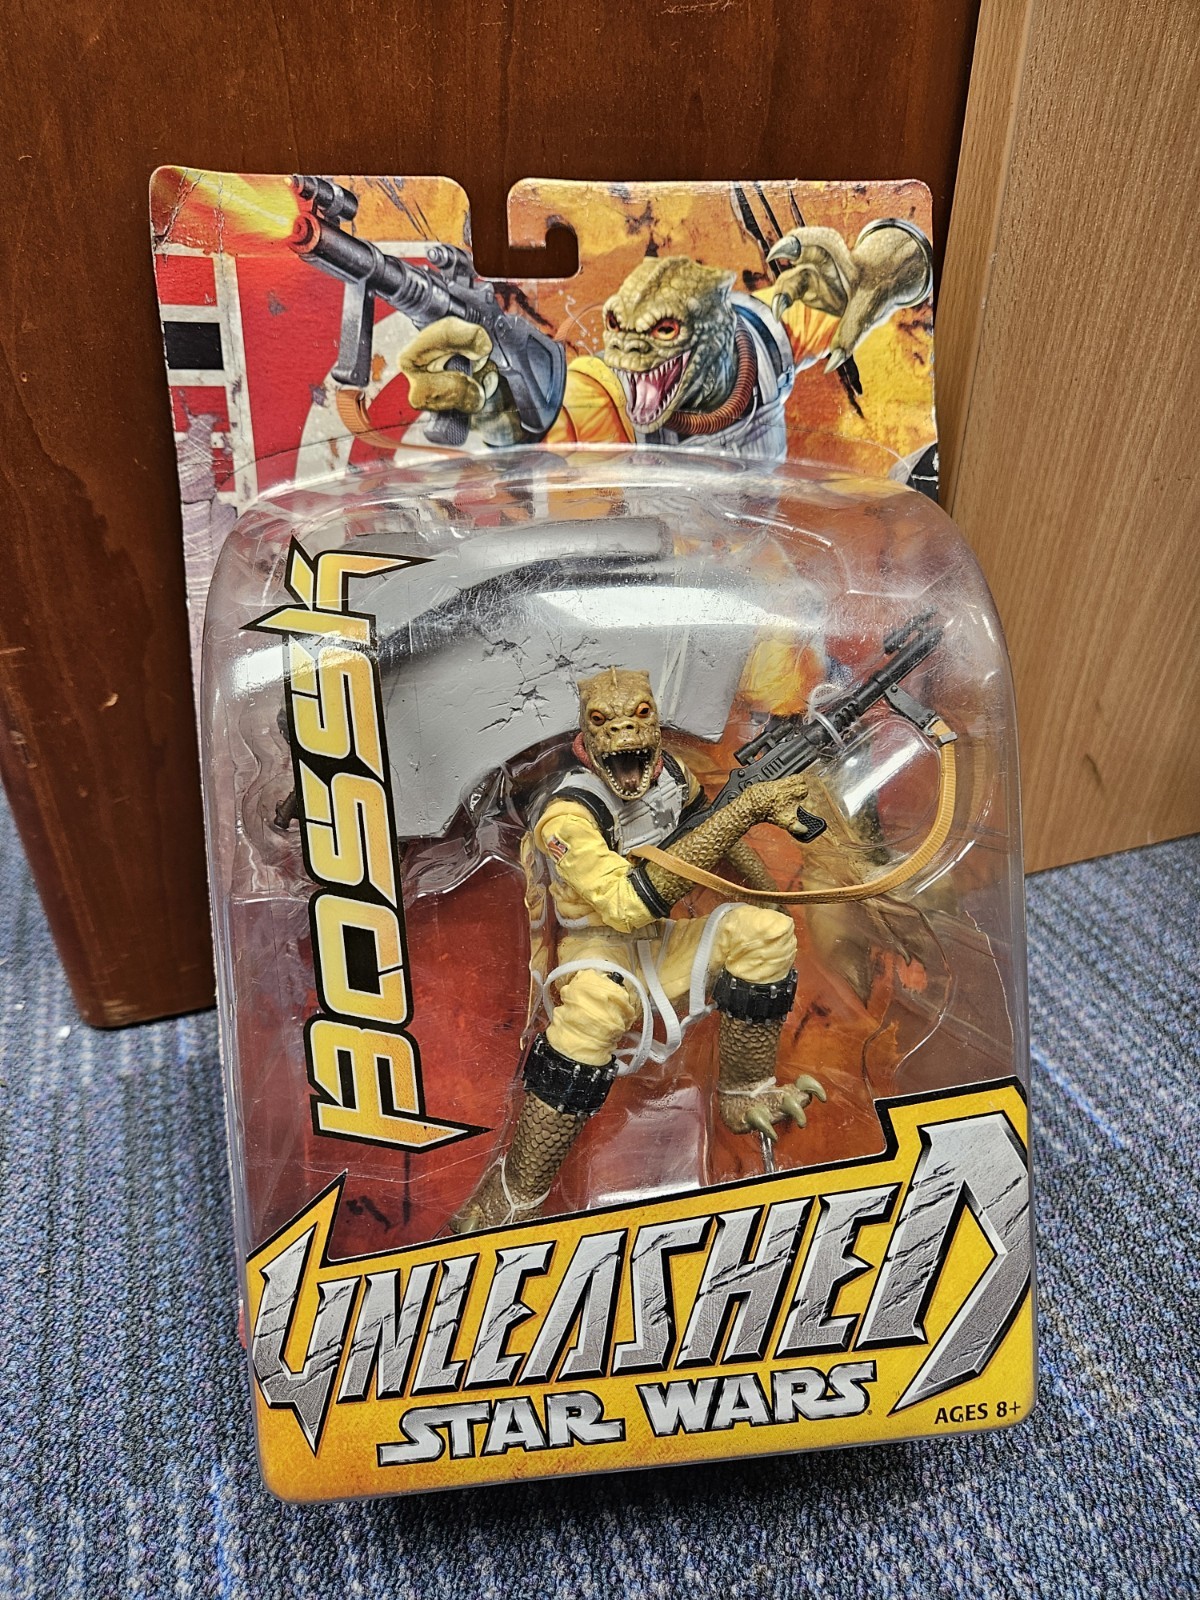 BOSSK
UNLEASHED
STAR WARS
AGES 8+